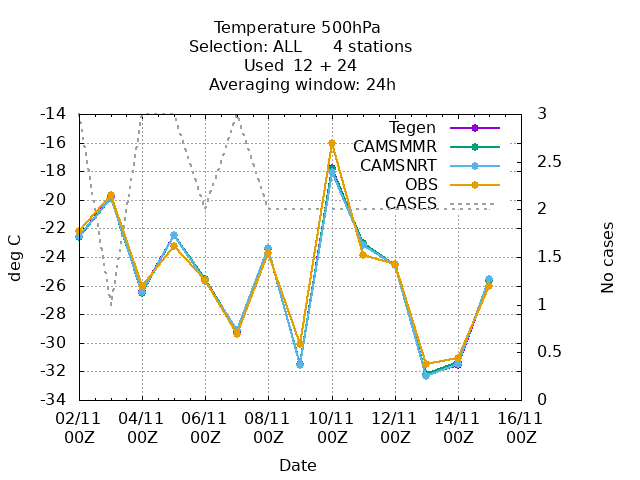 Temperature 500hPa
Selection: ALL      4 stations
Used  12 + 24
Averaging window: 24h
-14
-16
-18
-20
-22
-24
-26
-28
-30
-32
-34
deg C
3
2.5
2
1.5
1
0.5
0
No cases
Tegen
CAMSMMR
CAMSNRT
OBS
CASES
02/11 04/11 06/11 08/11 10/11 12/11 14/11 16/11
00Z 00Z 00Z 00Z 00Z 00Z 00Z 00Z
Date